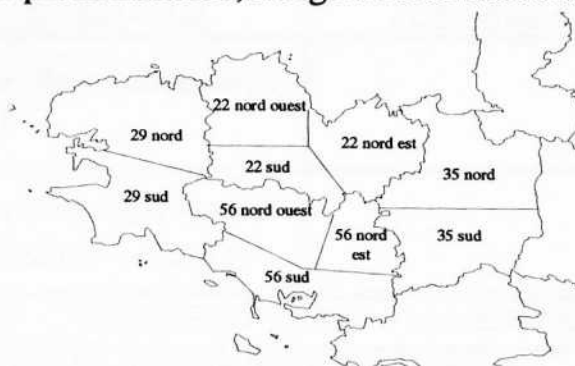 22 nord ouest
29 nord
22 nord est
22 sud
35 nord
29 sud
56 nord ouest
56 nord
est
35 sud
56 sud